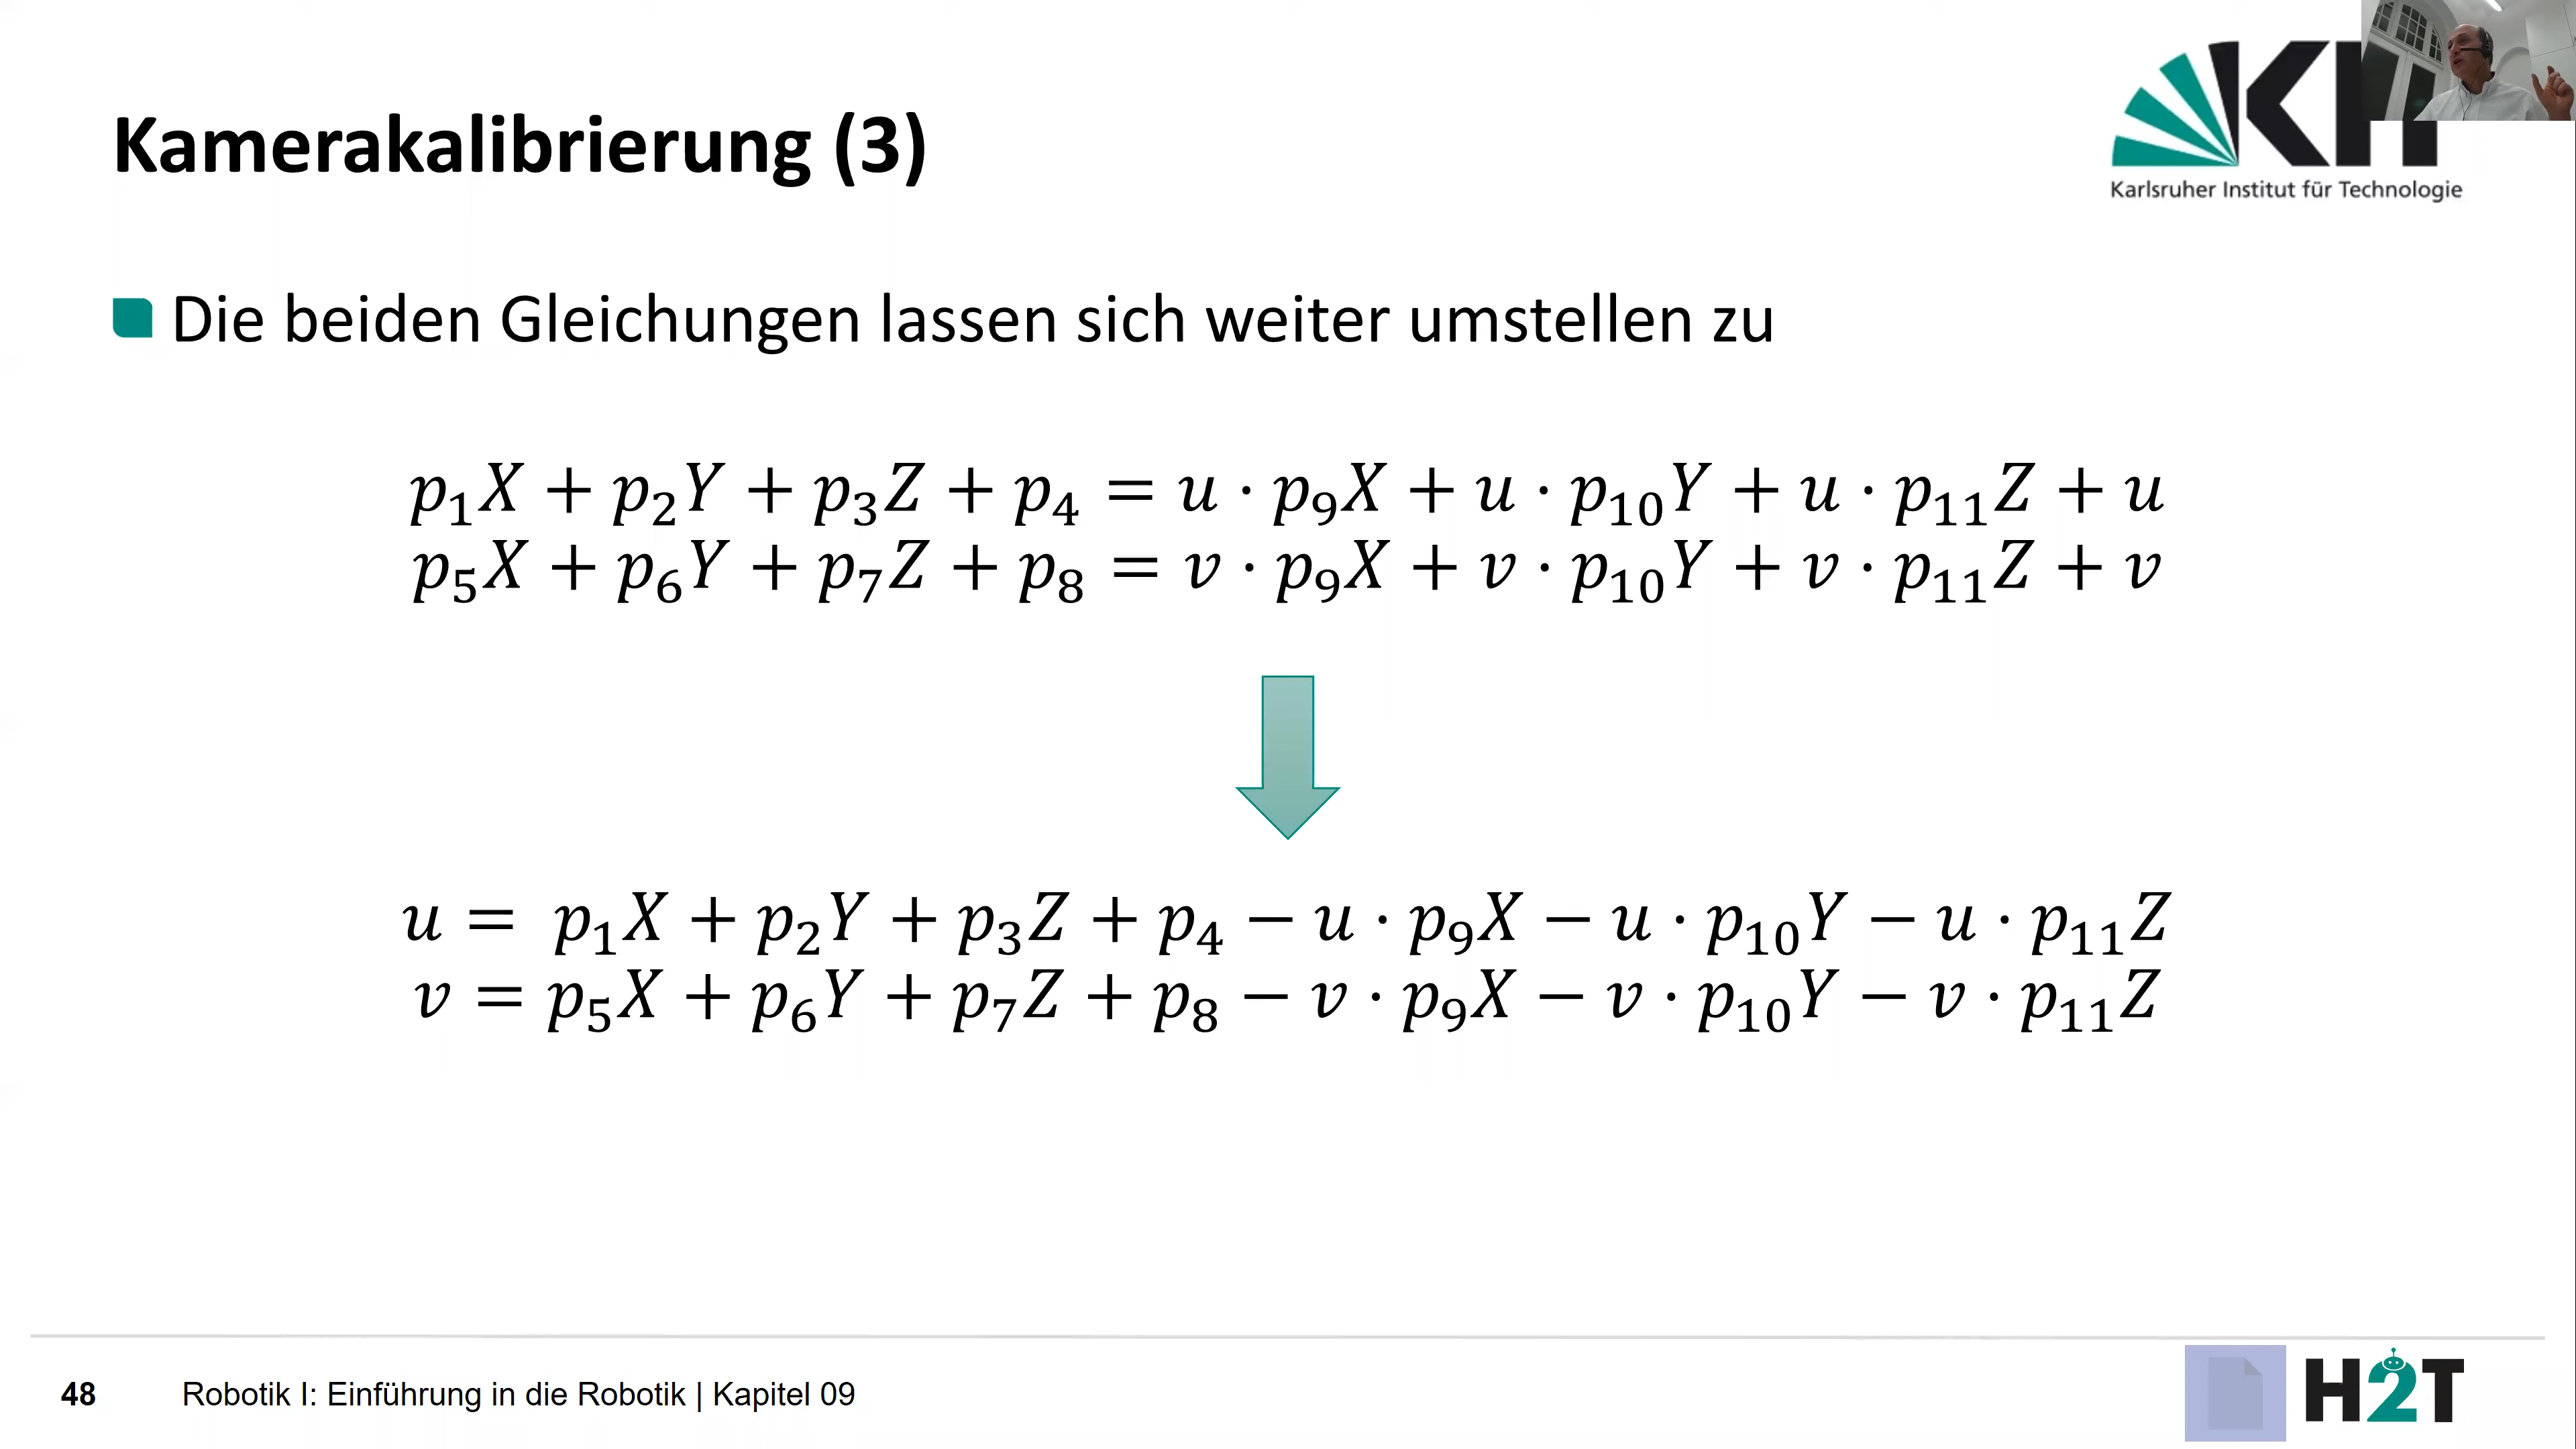 Kamerakalibrierung (3)
Karlsruher Institut für Technologie
Die beiden Gleichungen lassen sich weiter umstellen zu
p₁X + p₂Y + p₃Z + p₄ = u · p₉X + u · p₁₀Y + u · p₁₁Z + u
p₅X + p₆Y + p₇Z + p₈ = v · p₉X + v · p₁₀Y + v · p₁₁Z + v
u = p₁X + p₂Y + p₃Z + p₄ − u · p₉X − u · p₁₀Y − u · p₁₁Z
v = p₅X + p₆Y + p₇Z + p₈ − v · p₉X − v · p₁₀Y − v · p₁₁Z
48 Robotik I: Einführung in die Robotik | Kapitel 09
H2T